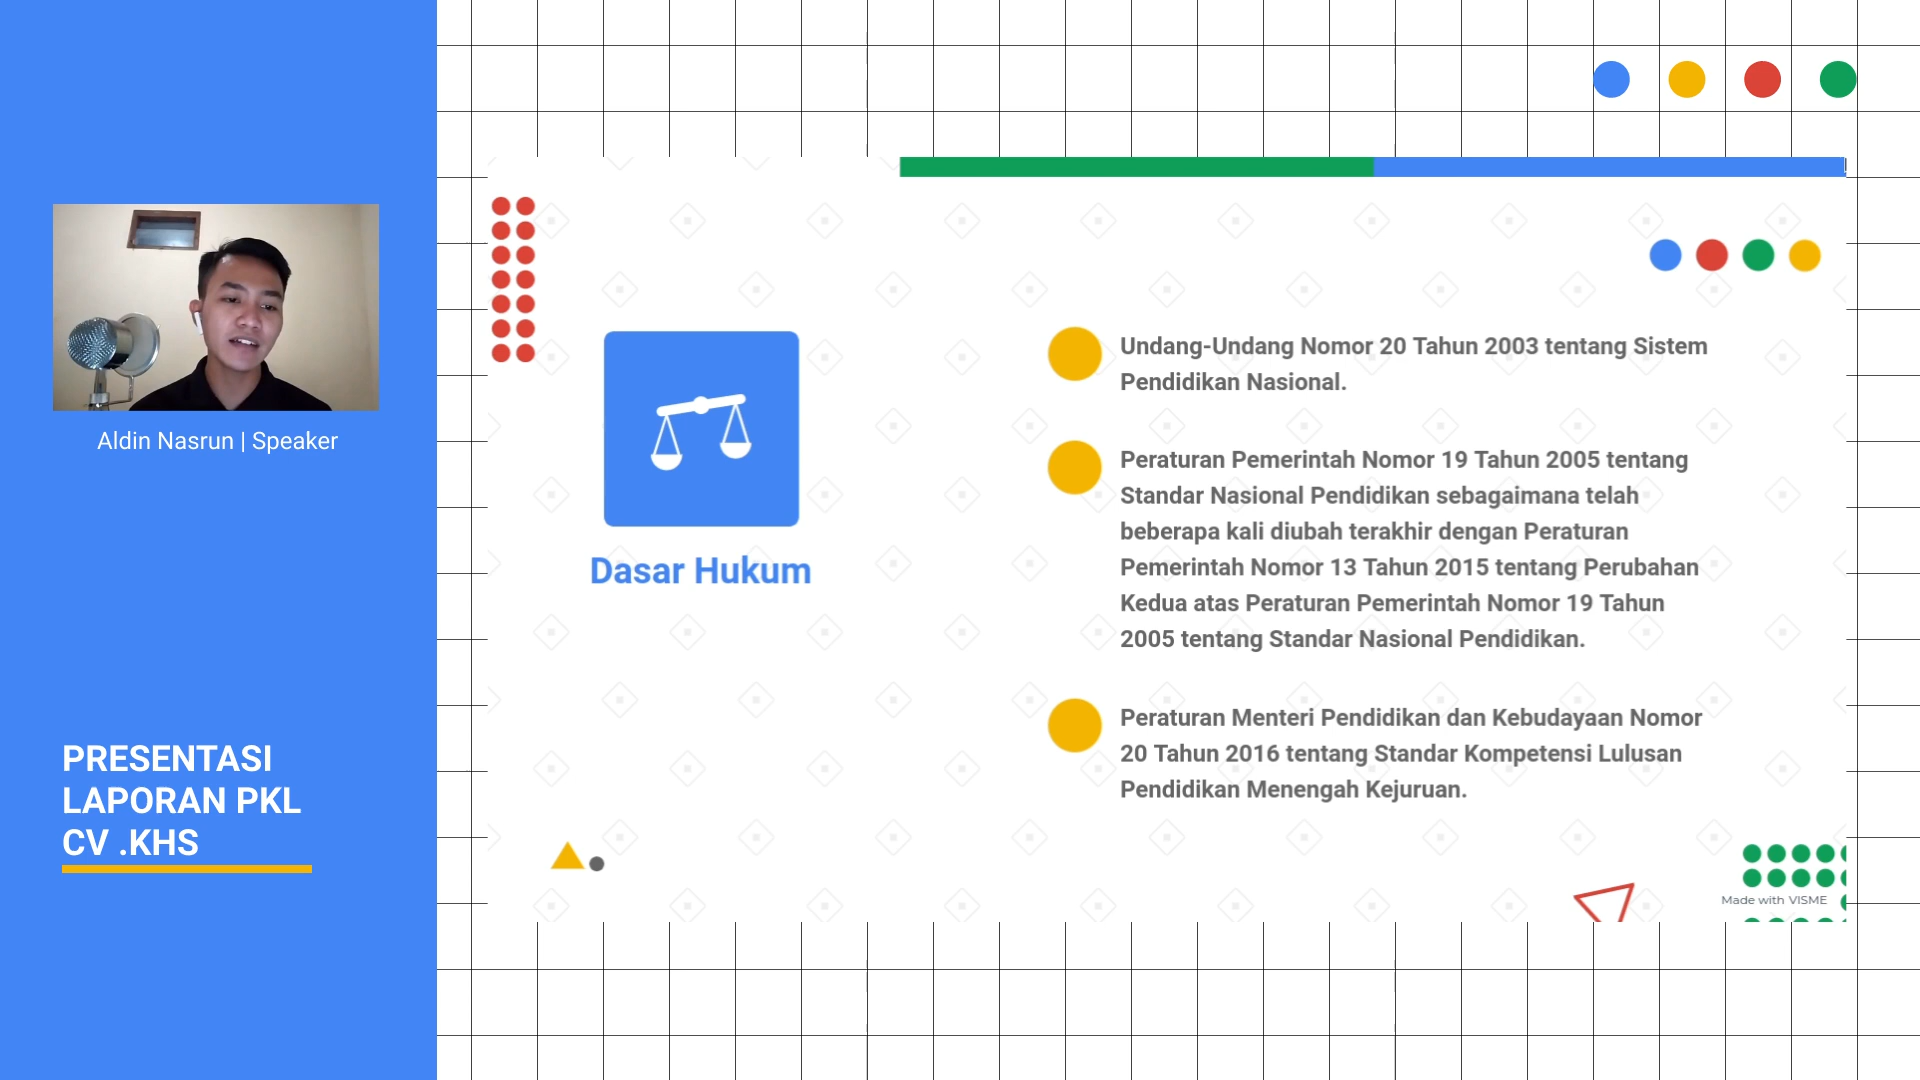 Aldin Nasrun | Speaker
PRESENTASI
LAPORAN PKL
CV .KHS
Dasar Hukum
Undang-Undang Nomor 20 Tahun 2003 tentang Sistem
Pendidikan Nasional.
Peraturan Pemerintah Nomor 19 Tahun 2005 tentang
Standar Nasional Pendidikan sebagaimana telah
beberapa kali diubah terakhir dengan Peraturan
Pemerintah Nomor 13 Tahun 2015 tentang Perubahan
Kedua atas Peraturan Pemerintah Nomor 19 Tahun
2005 tentang Standar Nasional Pendidikan.
Peraturan Menteri Pendidikan dan Kebudayaan Nomor
20 Tahun 2016 tentang Standar Kompetensi Lulusan
Pendidikan Menengah Kejuruan.
Made with VISME